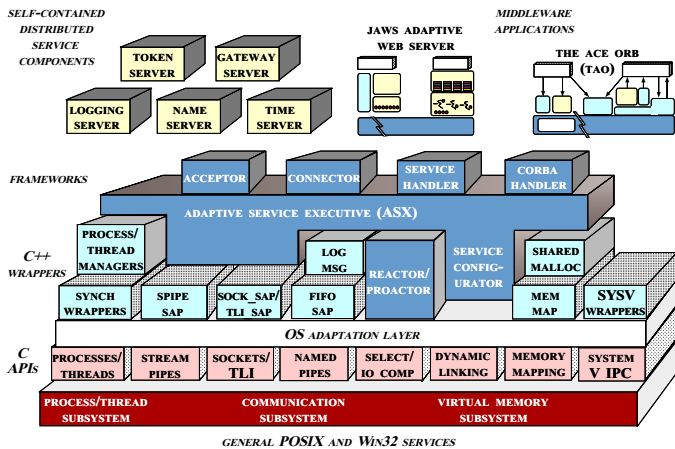 SELF-CONTAINED
DISTRIBUTED
SERVICE
COMPONENTS
JAWS ADAPTIVE
WEB SERVER
MIDDLEWARE
APPLICATIONS
THE ACE ORB
(TAO)
TOKEN
SERVER
GATEWAY
SERVER
LOGGING
SERVER
NAME
SERVER
TIME
SERVER
FRAMEWORKS
ACCEPTOR
CONNECTOR
SERVICE
HANDLER
CORBA
HANDLER
ADAPTIVE SERVICE EXECUTIVE (ASX)
C++
WRAPPERS
PROCESS/
THREAD
MANAGERS
LOG
MSG
REACTOR/
PROACTOR
SERVICE
CONFIG-
URATOR
SHARED
MALLOC
SYNCH
WRAPPERS
SPIPE
SAP
SOCK_SAP/
TLI_SAP
FIFO
SAP
MEM
MAP
SYSV
WRAPPERS
OS ADAPTATION LAYER
C
APIS
PROCESSES/
THREADS
STREAM
PIPES
SOCKETS/
TLI
NAMED
PIPES
SELECT/
IO COMP
DYNAMIC
LINKING
MEMORY
MAPPING
SYSTEM
V IPC
PROCESS/THREAD
SUBSYSTEM
COMMUNICATION
SUBSYSTEM
VIRTUAL MEMORY
SUBSYSTEM
GENERAL POSIX AND WIN32 SERVICES